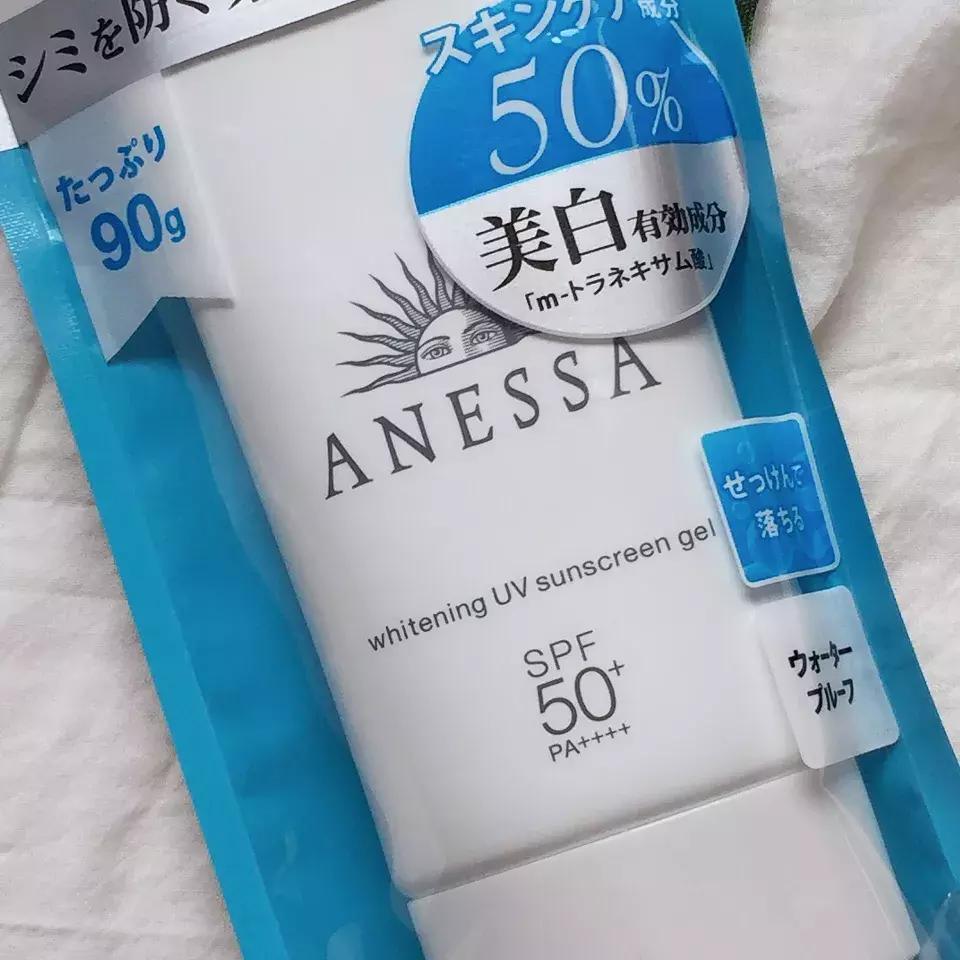 シミを防ぐ
たっぷり
90g
スキンケア成分
50%
美白有効成分
「m-トラネキサム酸」
ANESSA
whitening UV sunscreen gel
SPF
50+
PA++++
せっけんで
落ちる
ウォーター
プルーフ